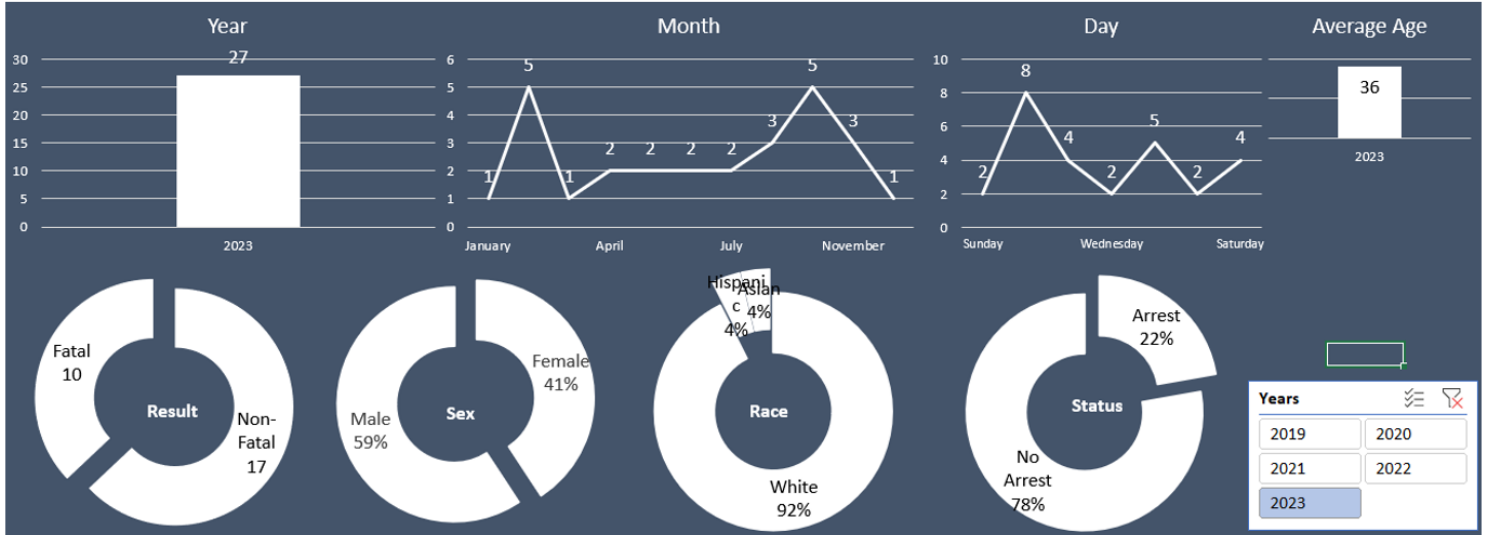 Year
Month
Day
Average Age
30
25
20
15
10
5
0
27
2023
6
5
4
3
2
1
0
1
5
1
2
2
2
2
3
5
3
1
January
April
July
November
10
8
6
4
2
0
2
8
4
2
5
2
4
Sunday
Wednesday
Saturday
36
2023
Fatal
10
Result
Non-
Fatal
17
Male
59%
Sex
Female
41%
Hispani
c
4%
Asian
4%
Race
White
92%
Arrest
22%
Status
No
Arrest
78%
Years
2019
2020
2021
2022
2023